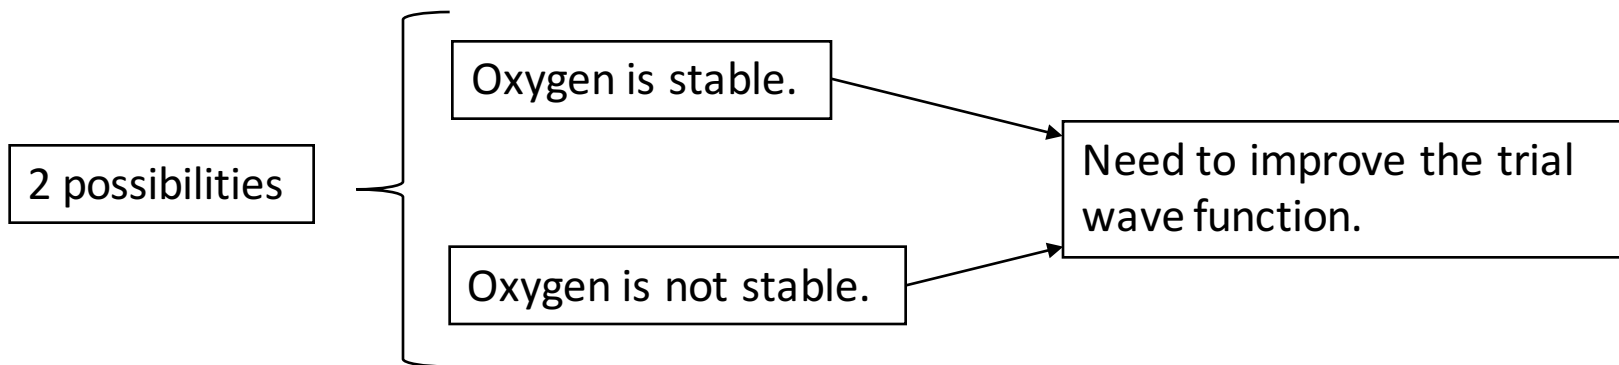 2 possibilities
Oxygen is stable.
Oxygen is not stable.
Need to improve the trial
wave function.